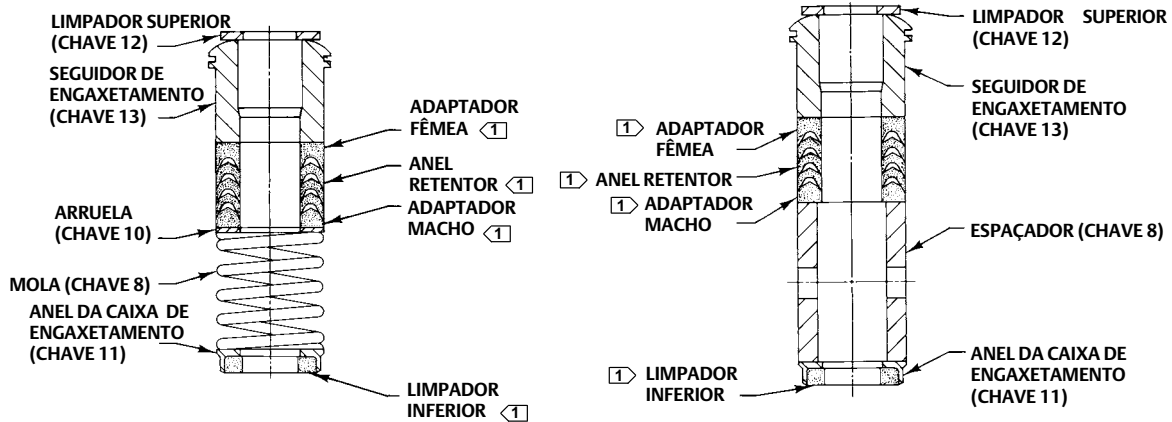 LIMPADOR SUPERIOR
(CHAVE 12)
SEGUIDOR DE
ENGAXETAMENTO
(CHAVE 13)
ADAPTADOR
FÊMEA 1
ANEL
RETENTOR 1
ADAPTADOR
MACHO 1
ARRUELA
(CHAVE 10)
MOLA (CHAVE 8)
ANEL DA CAIXA DE
ENGAXETAMENTO
(CHAVE 11)
LIMPADOR
INFERIOR 1
LIMPADOR SUPERIOR
(CHAVE 12)
SEGUIDOR DE
ENGAXETAMENTO
(CHAVE 13)
1 ADAPTADOR
FÊMEA
1 ANEL RETENTOR
1 ADAPTADOR
MACHO
ESPAÇADOR (CHAVE 8)
1 LIMPADOR
INFERIOR
ANEL DA CAIXA DE
ENGAXETAMENTO
(CHAVE 11)